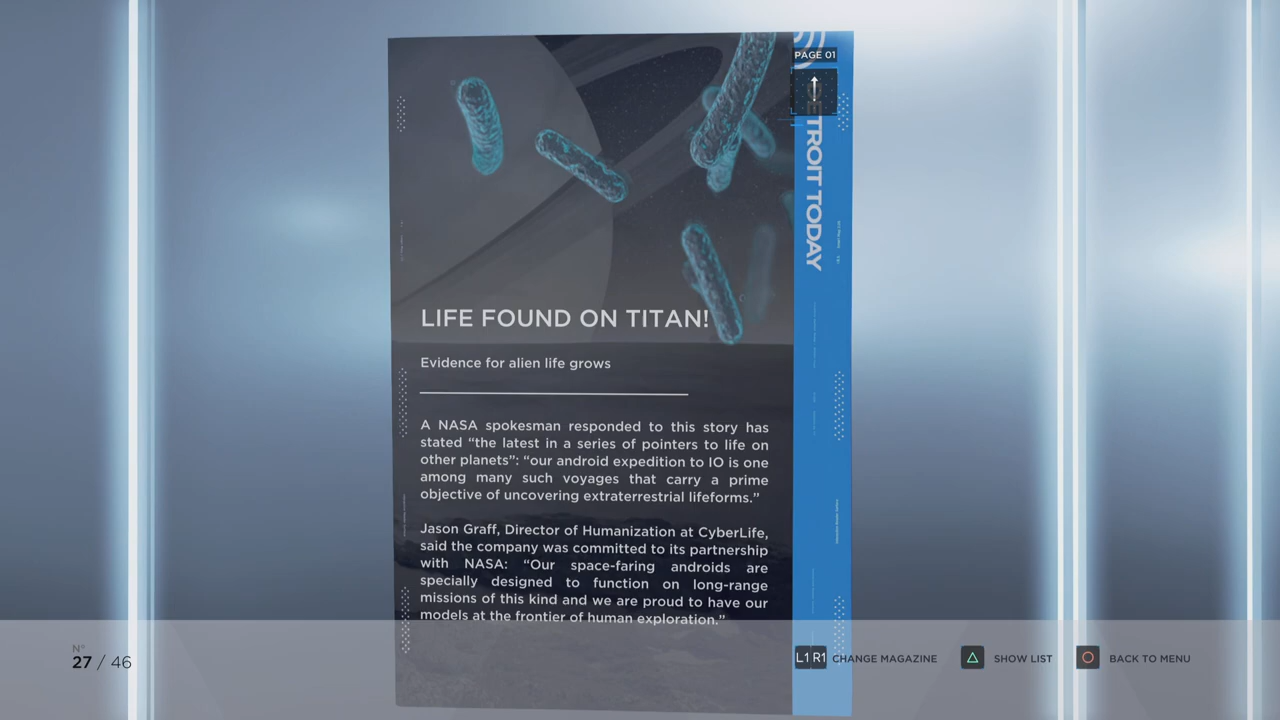 PAGE 01
TROIT TODAY
LIFE FOUND ON TITAN!
Evidence for alien life grows
A NASA spokesman responded to this story has
stated “the latest in a series of pointers to life on
other planets”: “our android expedition to IO is one
among many such voyages that carry a prime
objective of uncovering extraterrestrial lifeforms.”
Jason Graff, Director of Humanization at CyberLife,
said the company was committed to its partnership
with NASA: “Our space-faring androids are
specially designed to function on long-range
missions of this kind and we are proud to have our
models at the frontier of human exploration.”
N°
27 / 46
L1 R1 CHANGE MAGAZINE
SHOW LIST
BACK TO MENU